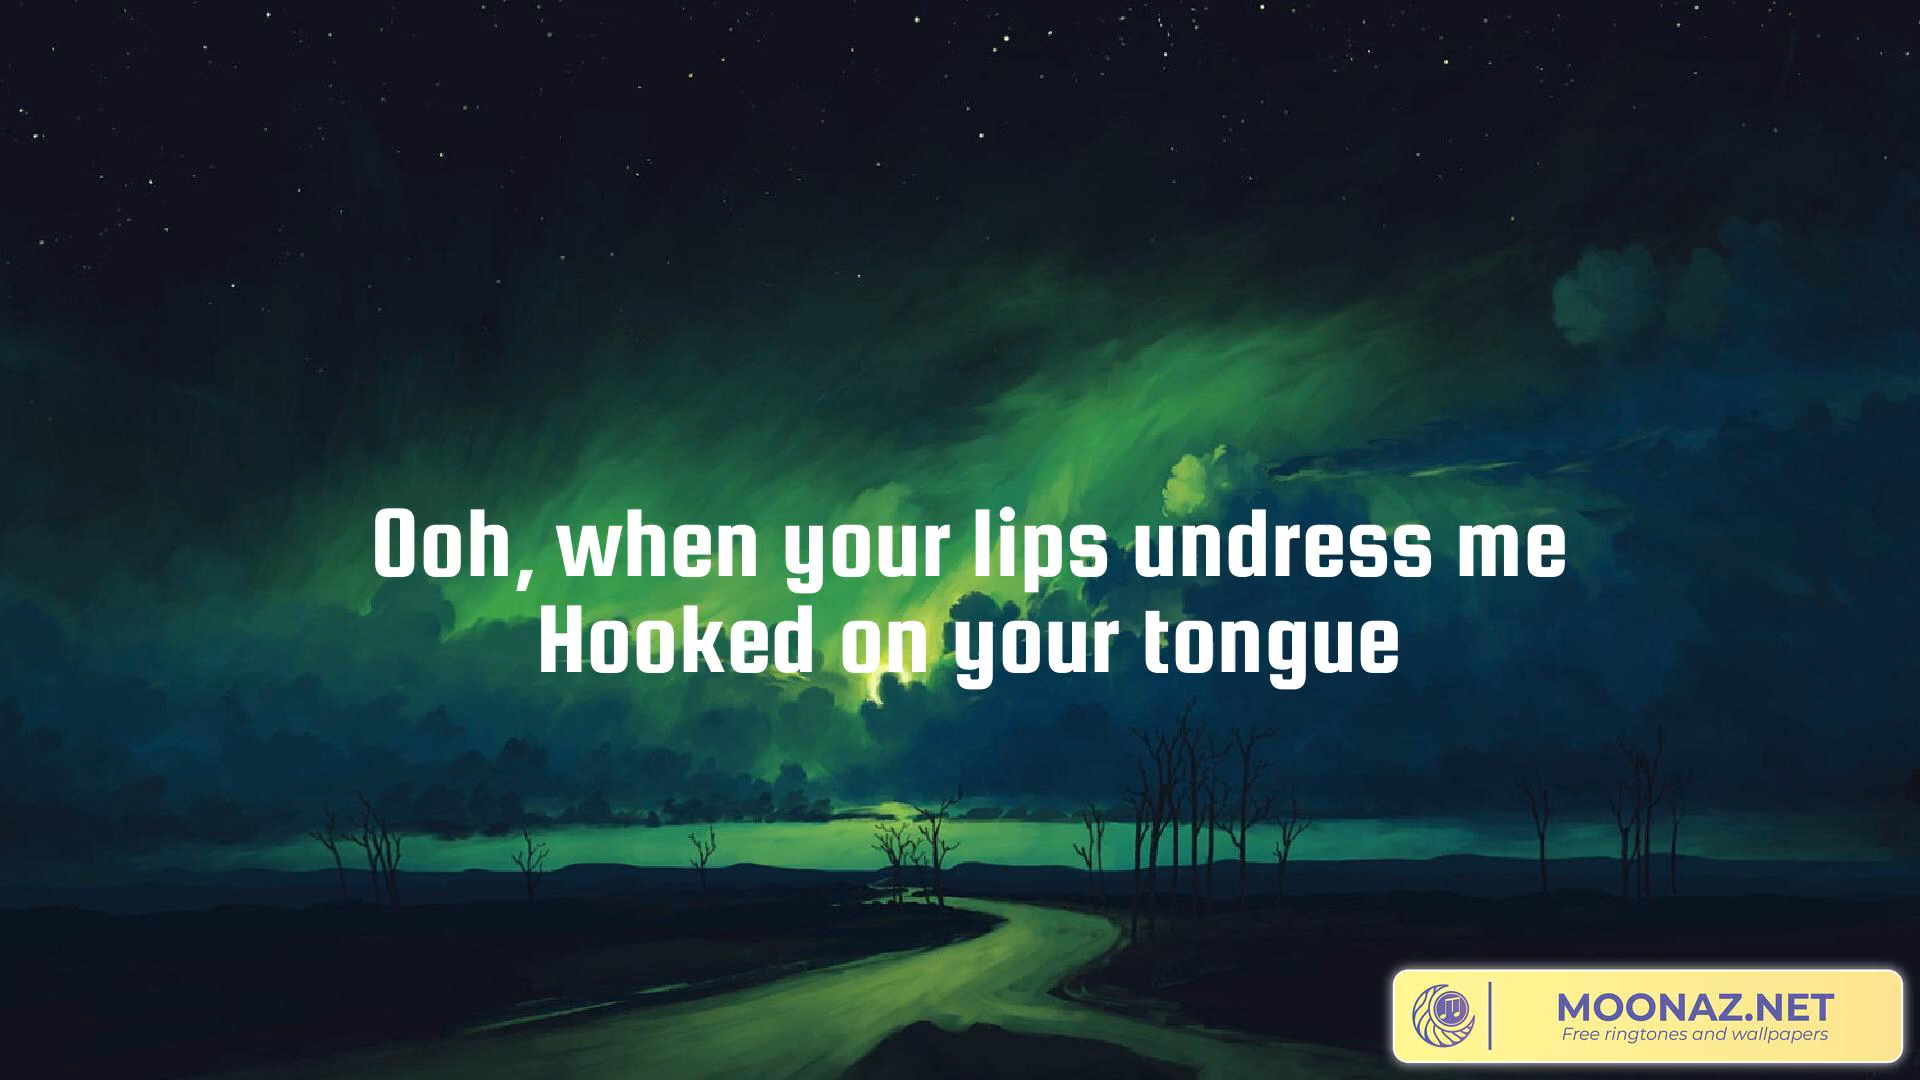 Ooh, when your lips undress me
Hooked on your tongue
MOONAZ.NET
Free ringtones and wallpapers